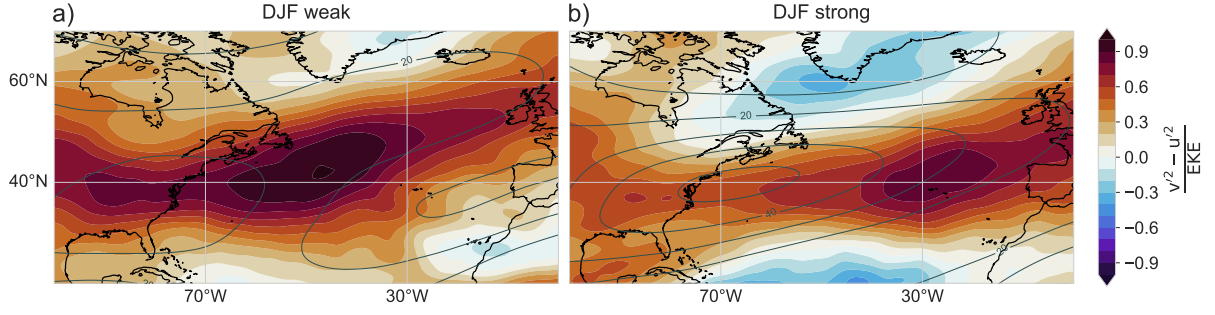 a) DJF weak
b) DJF strong
60°N
40°N
70°W
30°W
70°W
30°W
20
20
40
0.9
0.6
0.3
0.0
−0.3
−0.6
−0.9
v′² − u′²
EKE